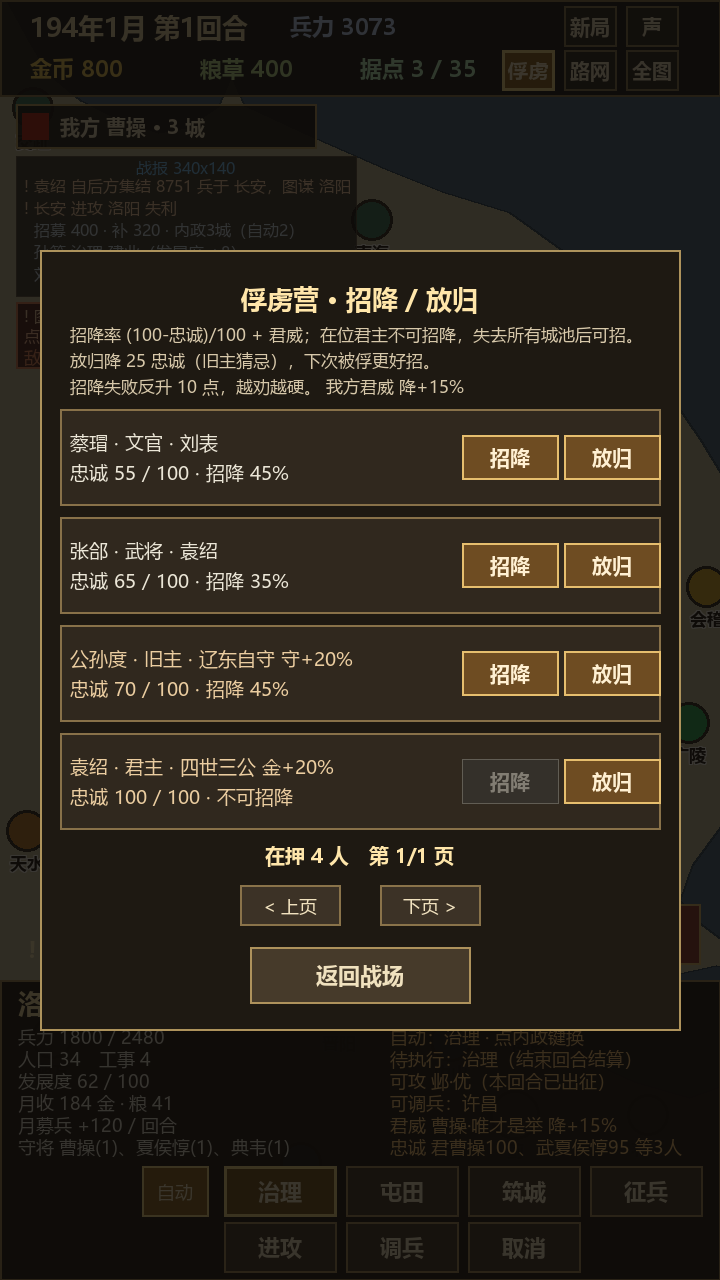 194年1月 第1回合 兵力 3073 新局 声
金币 800 粮草 400 据点 3 / 35 俘虏 路网 全图
我方 曹操 • 3 城
战报 340x140
! 袁绍 自后方集结 8751 兵于 长安，图谋 洛阳
! 长安 进攻 洛阳 失利
招募 400 · 补 320 · 内政3城（自动2）
俘虏营 · 招降 / 放归
招降率 (100-忠诚)/100 + 君威；在位君主不可招降，失去所有城池后可招。
放归降 25 忠诚（旧主猜忌），下次被俘更好招。
招降失败反升 10 点，越劝越硬。 我方君威 降+15%
蔡瑁 · 文官 · 刘表
忠诚 55 / 100 · 招降 45%
招降 放归
张郃 · 武将 · 袁绍
忠诚 65 / 100 · 招降 35%
招降 放归
公孙度 · 旧主 · 辽东自守 守+20%
忠诚 70 / 100 · 招降 45%
招降 放归
袁绍 · 君主 · 四世三公 金+20%
忠诚 100 / 100 · 不可招降
招降 放归
会稽
陵
天水
在押 4 人 第 1/1 页
< 上页 下页 >
返回战场
洛
兵力 1800 / 2480
人口 34 工事 4
发展度 62 / 100
月收 184 金 · 粮 41
月募兵 +120 / 回合
守将 曹操(1)、夏侯惇(1)、典韦(1)
自动：治理 · 点内政键换
待执行：治理（结束回合结算）
可攻 邺·优（本回合已出征）
可调兵：许昌
君威 曹操·唯才是举 降+15%
忠诚 君曹操100、武夏侯惇95 等3人
自动 治理 屯田 筑城 征兵
进攻 调兵 取消